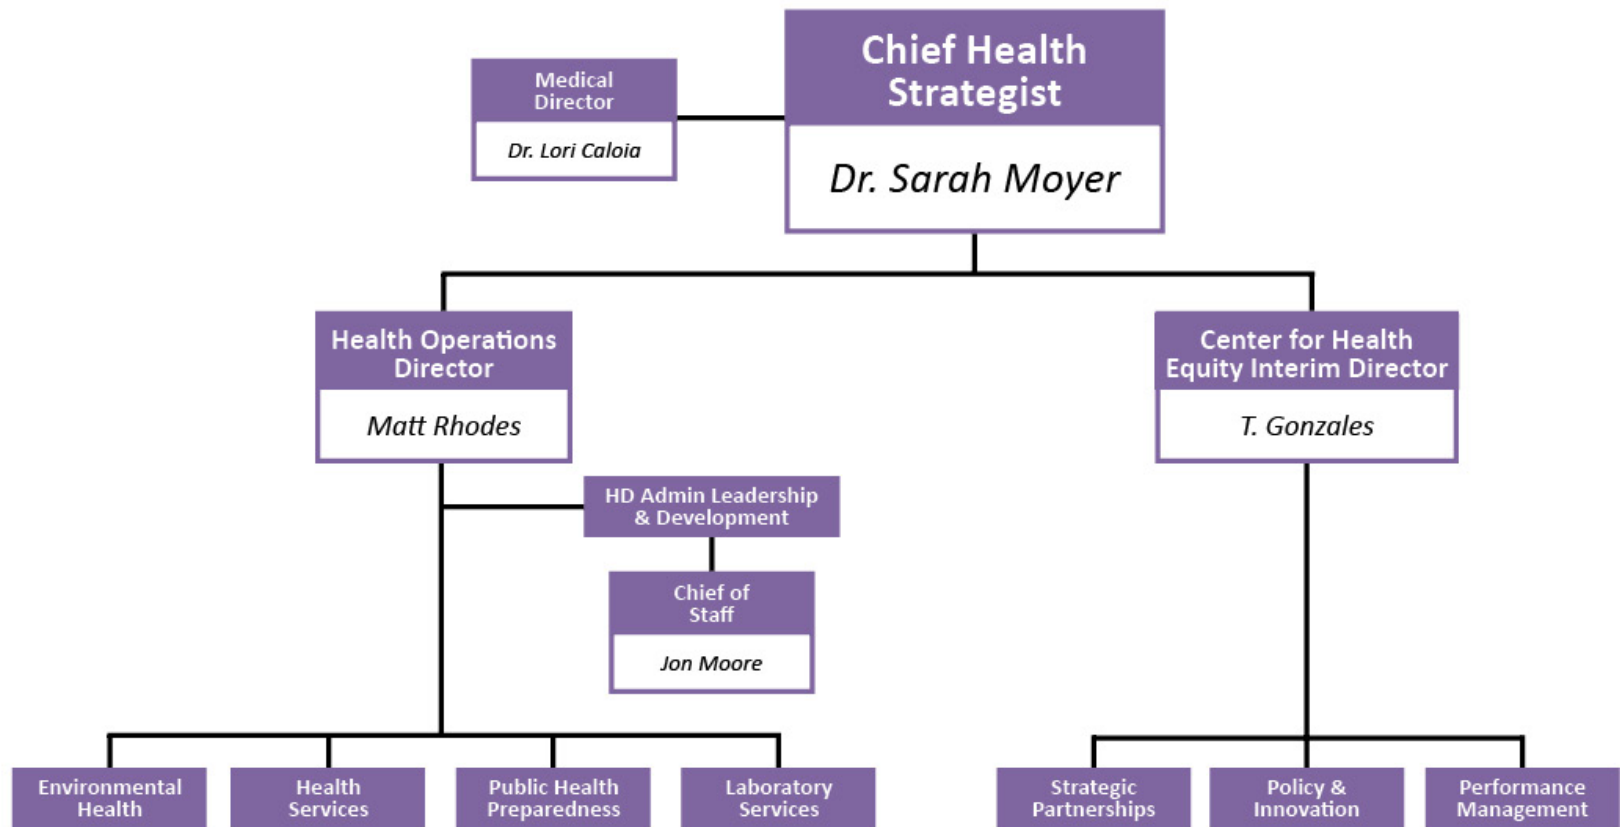 Chief Health
Strategist
Dr. Sarah Moyer
Medical
Director
Dr. Lori Caloia
Health Operations
Director
Matt Rhodes
Center for Health
Equity Interim Director
T. Gonzales
HD Admin Leadership
& Development
Chief of
Staff
Jon Moore
Environmental
Health
Health
Services
Public Health
Preparedness
Laboratory
Services
Strategic
Partnerships
Policy &
Innovation
Performance
Management